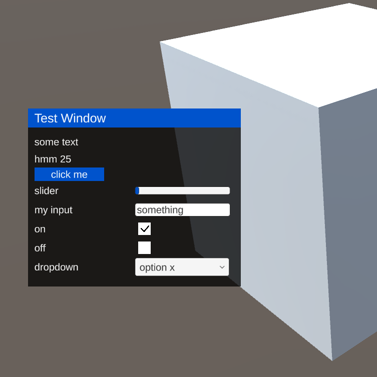 Test Window
some text
hmm 25
click me
slider
my input something
on
off
dropdown option x